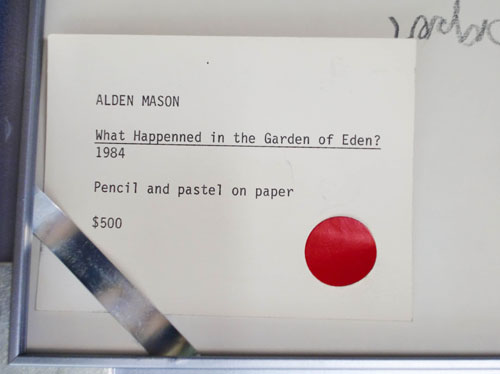 ALDEN MASON
What Happenned in the Garden of Eden?
1984
Pencil and pastel on paper
$500